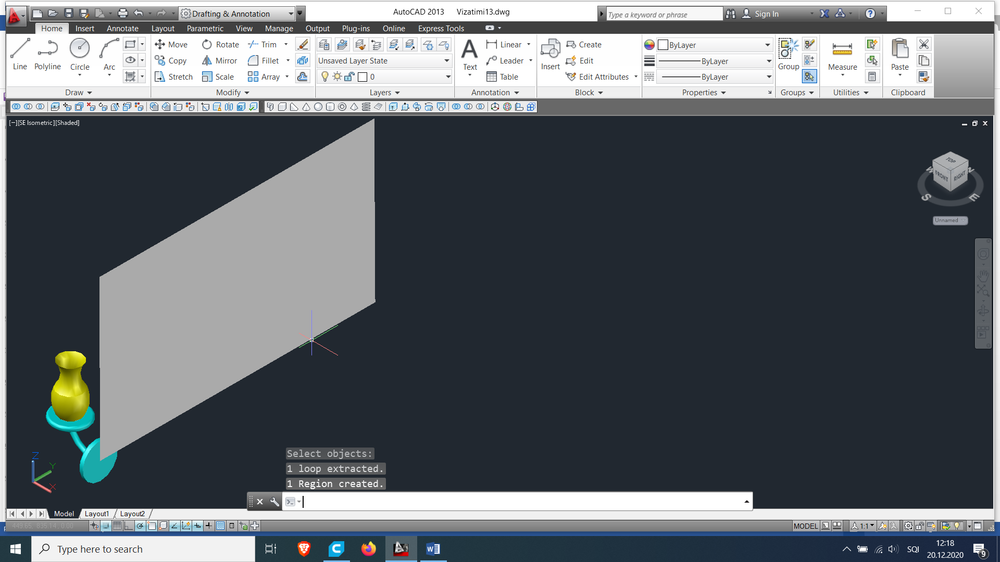 AutoCAD 2013 Vizatimi13.dwg
Drafting & Annotation
Type a keyword or phrase
Sign In
Home Insert Annotate Layout Parametric View Manage Output Plug-ins Online Express Tools
Line Polyline Circle Arc
Move Rotate Trim
Copy Mirror Fillet
Stretch Scale Array
Unsaved Layer State
0
Text
Linear
Leader
Table
Insert
Create
Edit
Edit Attributes
ByLayer
ByLayer
ByLayer
Group
Measure
Paste
Draw Modify Layers Annotation Block Properties Groups Utilities Clipboard
[−][SE Isometric][Shaded]
TOP
FRONT RIGHT
W N
S E
Unnamed
Z
Y
X
Select objects:
1 loop extracted.
1 Region created.
Model Layout1 Layout2
449.65, 835.14, 0.00
MODEL
1:1
Type here to search
SQI
12:18
20.12.2020
9